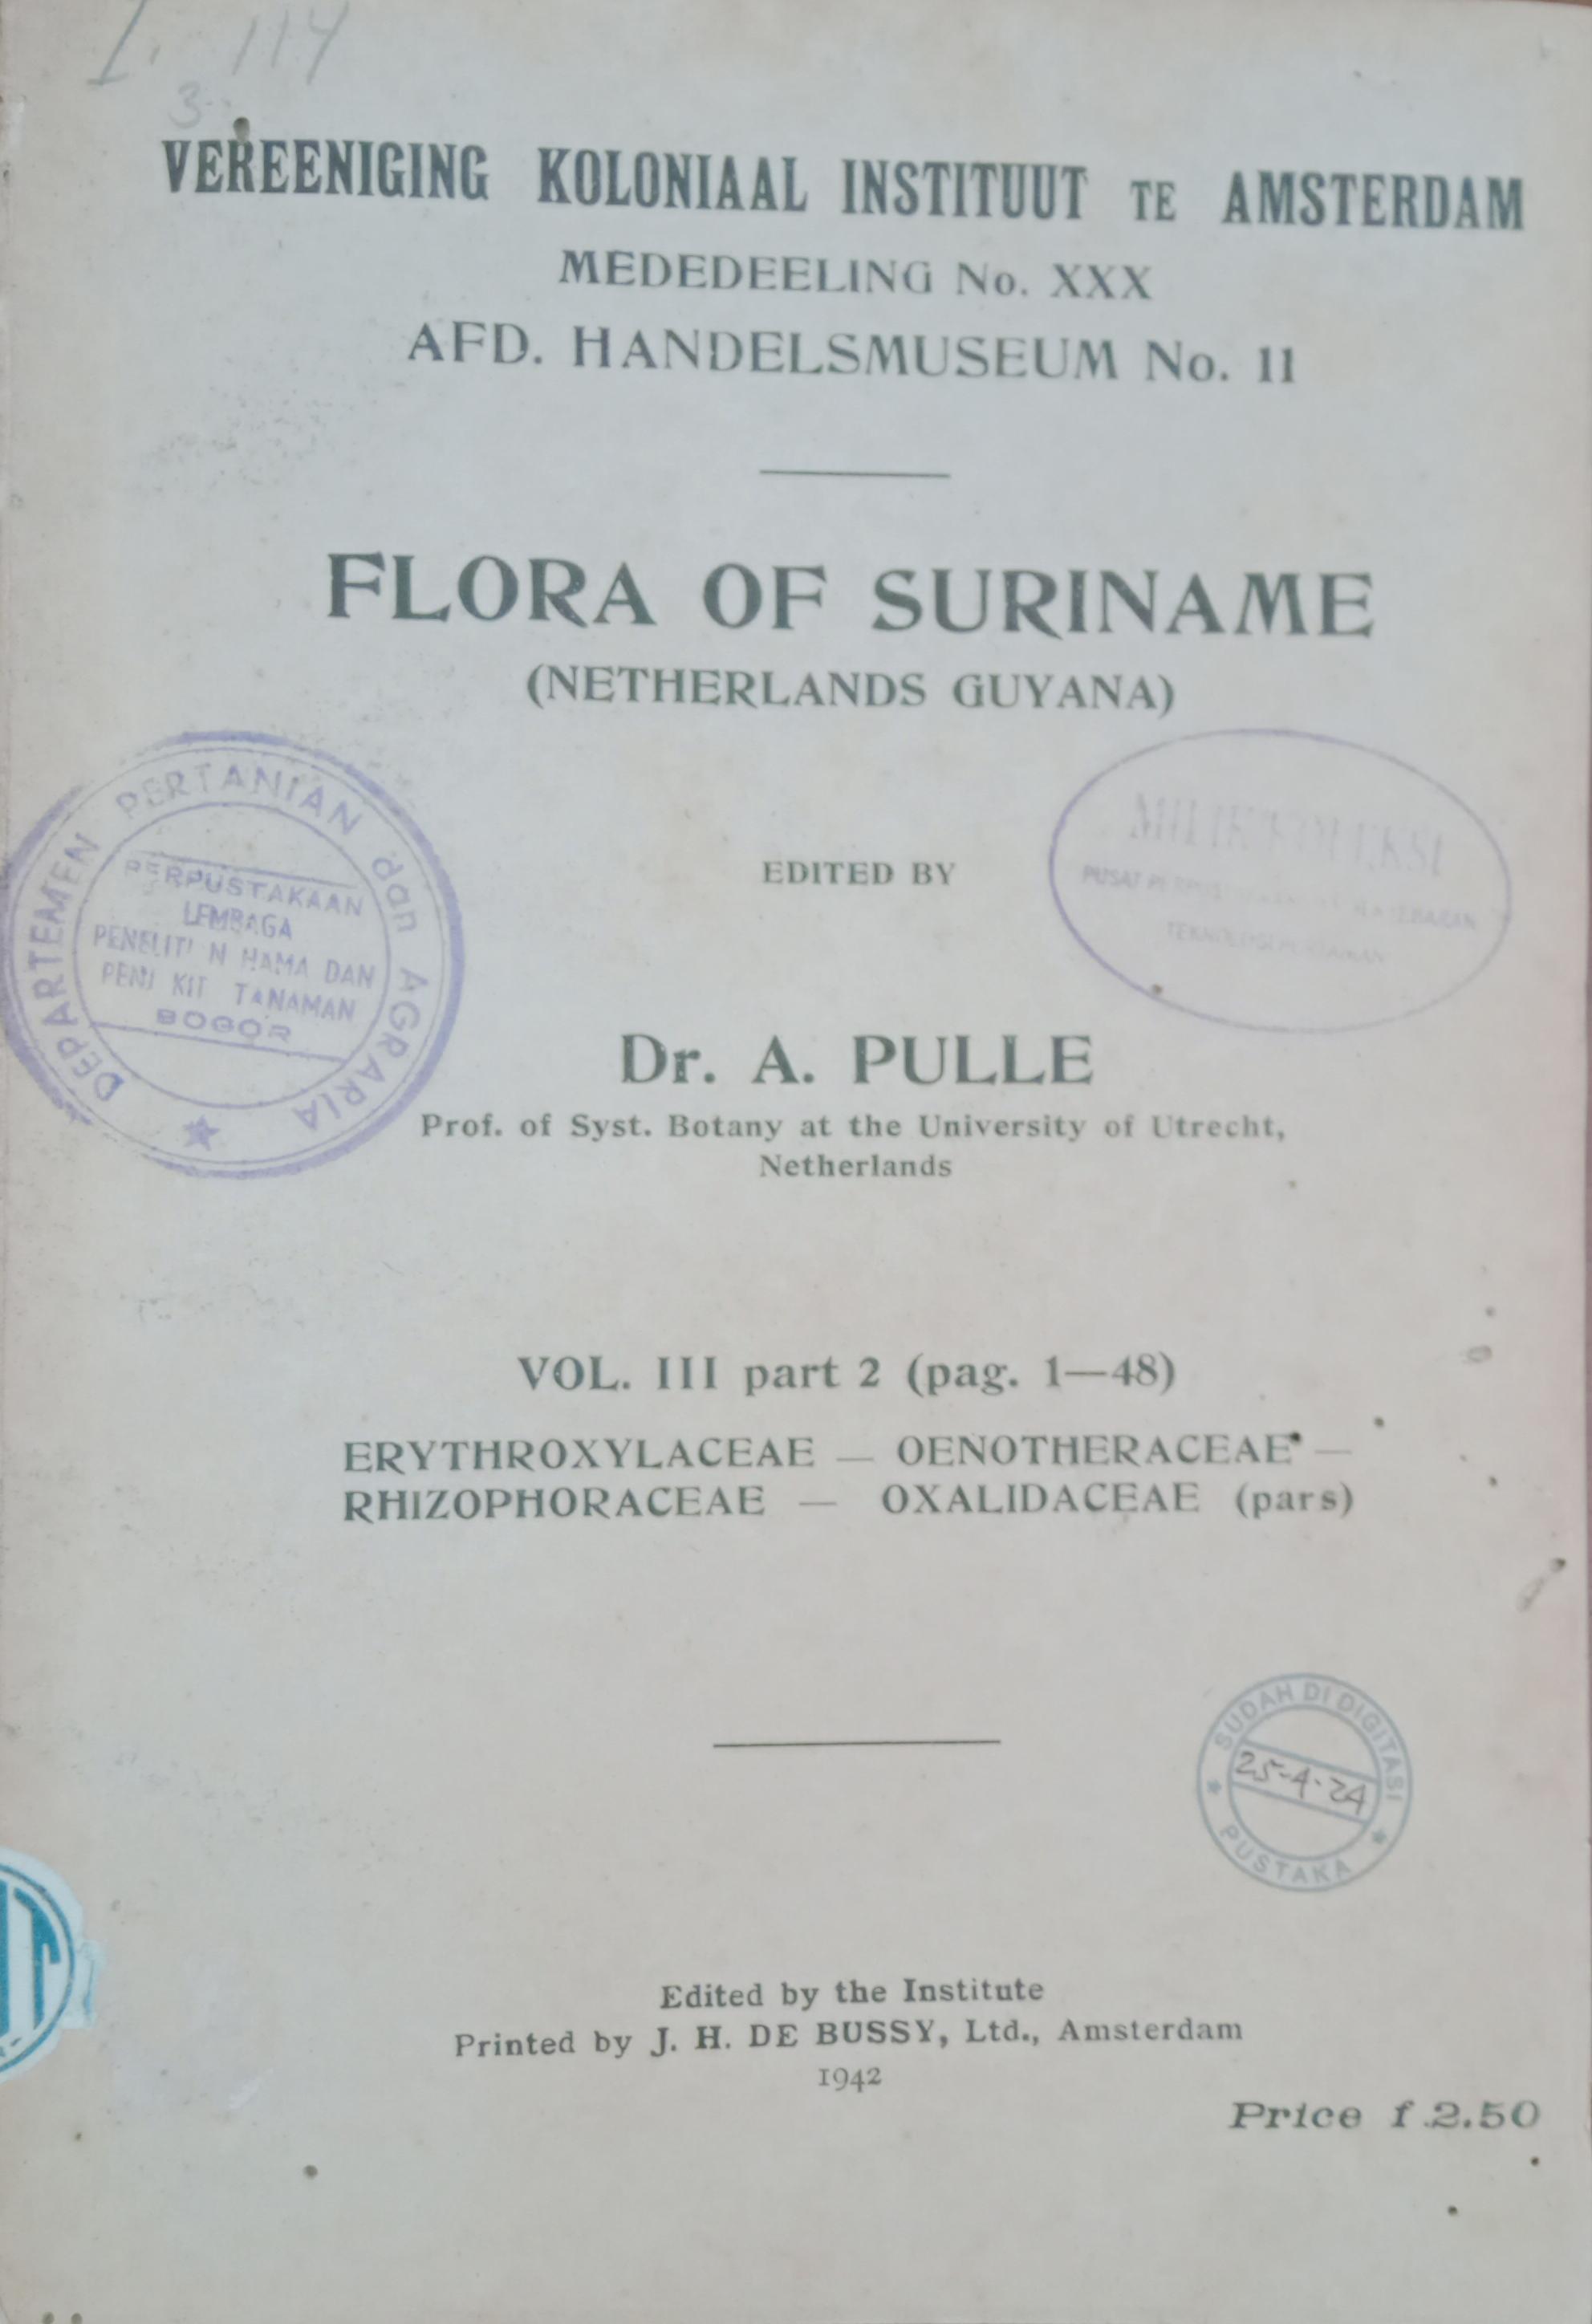 I. 114
3
VEREENIGING KOLONIAAL INSTITUUT TE AMSTERDAM
MEDEDEELING No. XXX
AFD. HANDELSMUSEUM No. 11
FLORA OF SURINAME
(NETHERLANDS GUYANA)
DEPARTEMEN PERTANIAN dan AGRARIA
PERPUSTAKAAN
LEMBAGA
PENELITI N HAMA DAN
PENJ KIT TANAMAN
BOGOR
MILIK KOLEKSI
PUSAT
EDITED BY
Dr. A. PULLE
Prof. of Syst. Botany at the University of Utrecht,
Netherlands
VOL. III part 2 (pag. 1—48)
ERYTHROXYLACEAE — OENOTHERACEAE —
RHIZOPHORACEAE — OXALIDACEAE (pars)
SUDAH DI DIGITASI
25-4-24
PUSTAKA
Edited by the Institute
Printed by J. H. DE BUSSY, Ltd., Amsterdam
1942
Price f 2.50